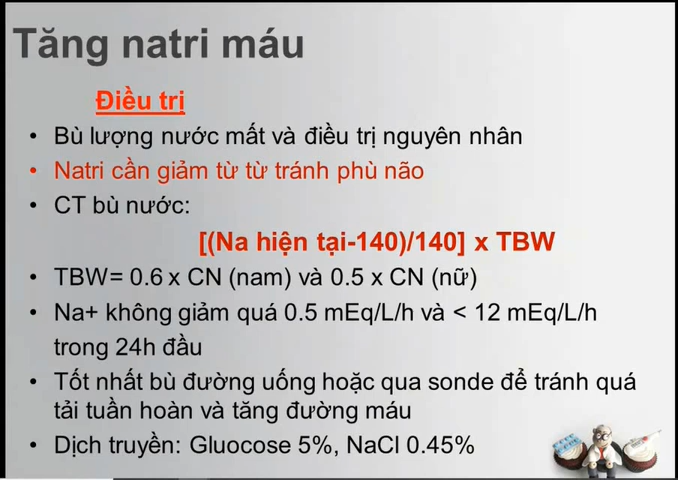 Tăng natri máu
Điều trị
• Bù lượng nước mất và điều trị nguyên nhân
• Natri cần giảm từ từ tránh phù não
• CT bù nước:
[(Na hiện tại-140)/140] x TBW
• TBW= 0.6 x CN (nam) và 0.5 x CN (nữ)
• Na+ không giảm quá 0.5 mEq/L/h và < 12 mEq/L/h
trong 24h đầu
• Tốt nhất bù đường uống hoặc qua sonde để tránh quá
tải tuần hoàn và tăng đường máu
• Dịch truyền: Gluocose 5%, NaCl 0.45%